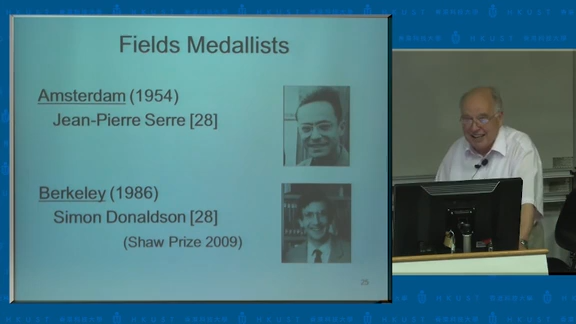 Fields Medallists
Amsterdam (1954)
Jean-Pierre Serre [28]
Berkeley (1986)
Simon Donaldson [28]
(Shaw Prize 2009)
25